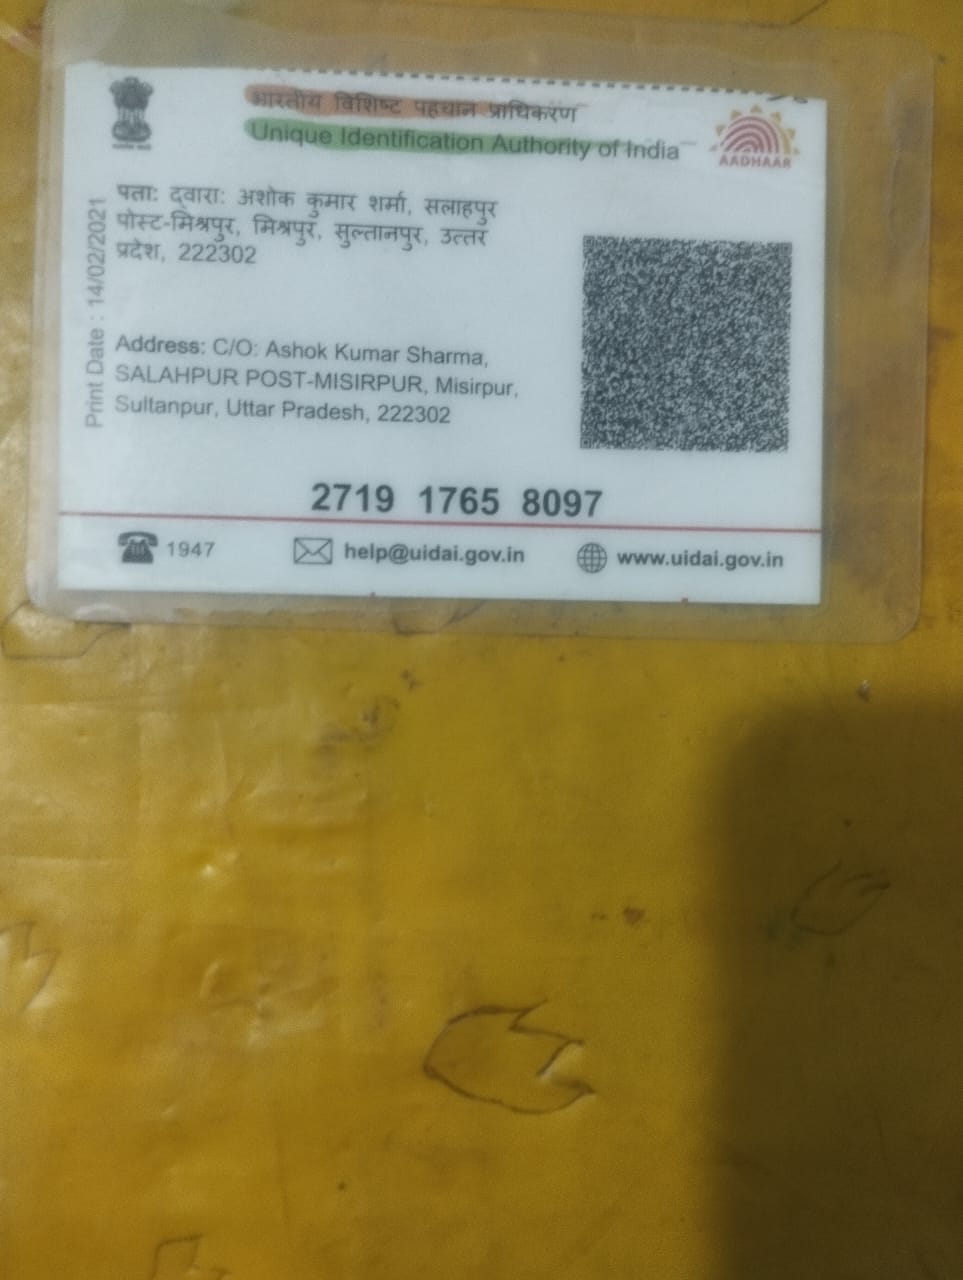 भारतीय विशिष्ट पहचान प्राधिकरण
Unique Identification Authority of India
AADHAAR
पता: द्वारा: अशोक कुमार शर्मा, सलाहपुर
पोस्ट-मिश्रपुर, मिश्रपुर, सुल्तानपुर, उत्तर
प्रदेश, 222302
Print Date : 14/02/2021
Address: C/O: Ashok Kumar Sharma,
SALAHPUR POST-MISIRPUR, Misirpur,
Sultanpur, Uttar Pradesh, 222302
2719 1765 8097
1947
help@uidai.gov.in
www.uidai.gov.in